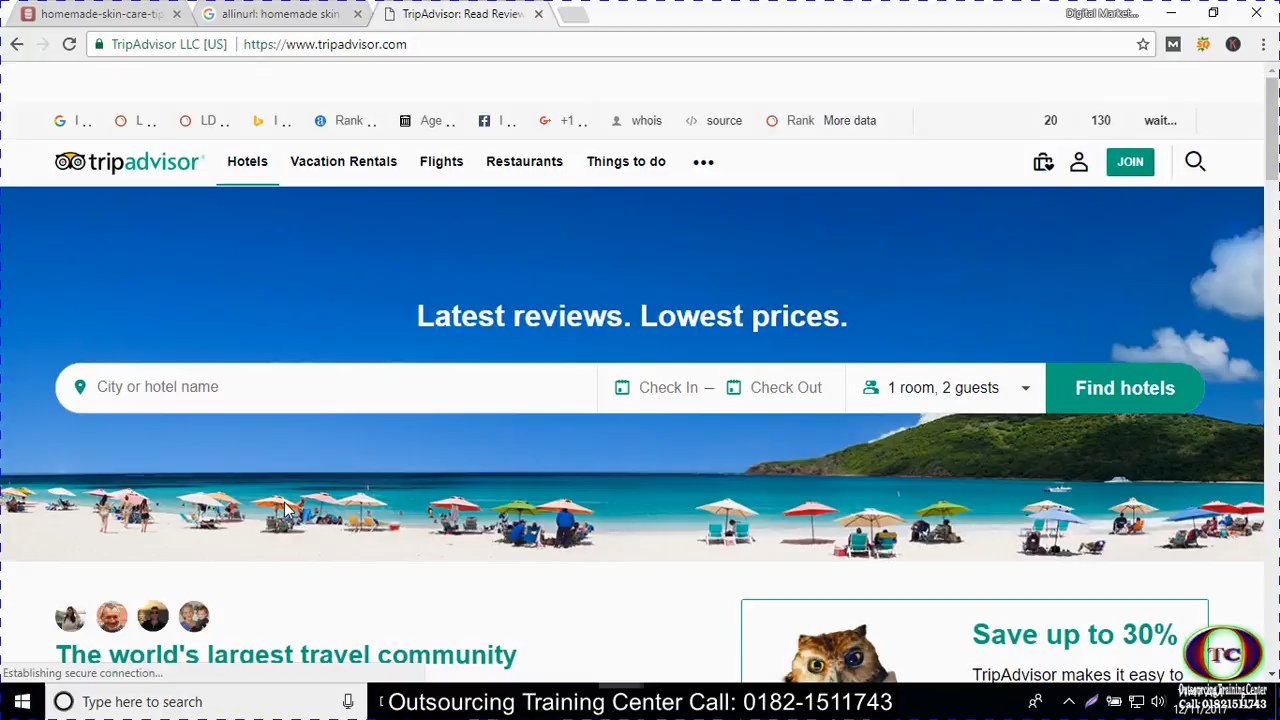 homemade-skin-care-tip
allinurl: homemade skin
TripAdvisor: Read Review
Digital Market...
TripAdvisor LLC [US]
https://www.tripadvisor.com
I ..
L ..
LD ..
I ..
Rank ..
Age ..
I ..
+1 ..
whois
source
Rank
More data
20
130
wait...
tripadvisor
Hotels
Vacation Rentals
Flights
Restaurants
Things to do
JOIN
Latest reviews. Lowest prices.
City or hotel name
Check In —
Check Out
1 room, 2 guests
Find hotels
The world's largest travel community
Save up to 30%
TripAdvisor makes it easy to
Establishing secure connection...
Type here to search
Outsourcing Training Center Call: 0182-1511743
TC
Outsourcing Training Center
Call: 01821511743